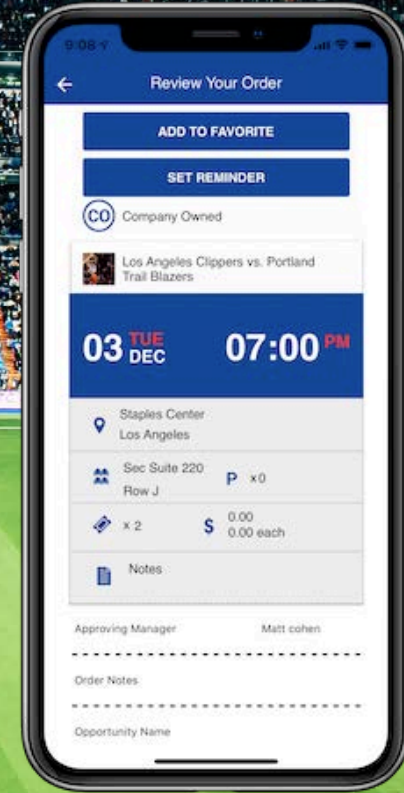 9:08
Review Your Order
ADD TO FAVORITE
SET REMINDER
CO Company Owned
Los Angeles Clippers vs. Portland
Trail Blazers
03 TUE DEC 07:00 PM
Staples Center
Los Angeles
Sec Suite 220
Row J
P x0
x 2
$ 0.00
0.00 each
Notes
Approving Manager Matt cohen
Order Notes
Opportunity Name